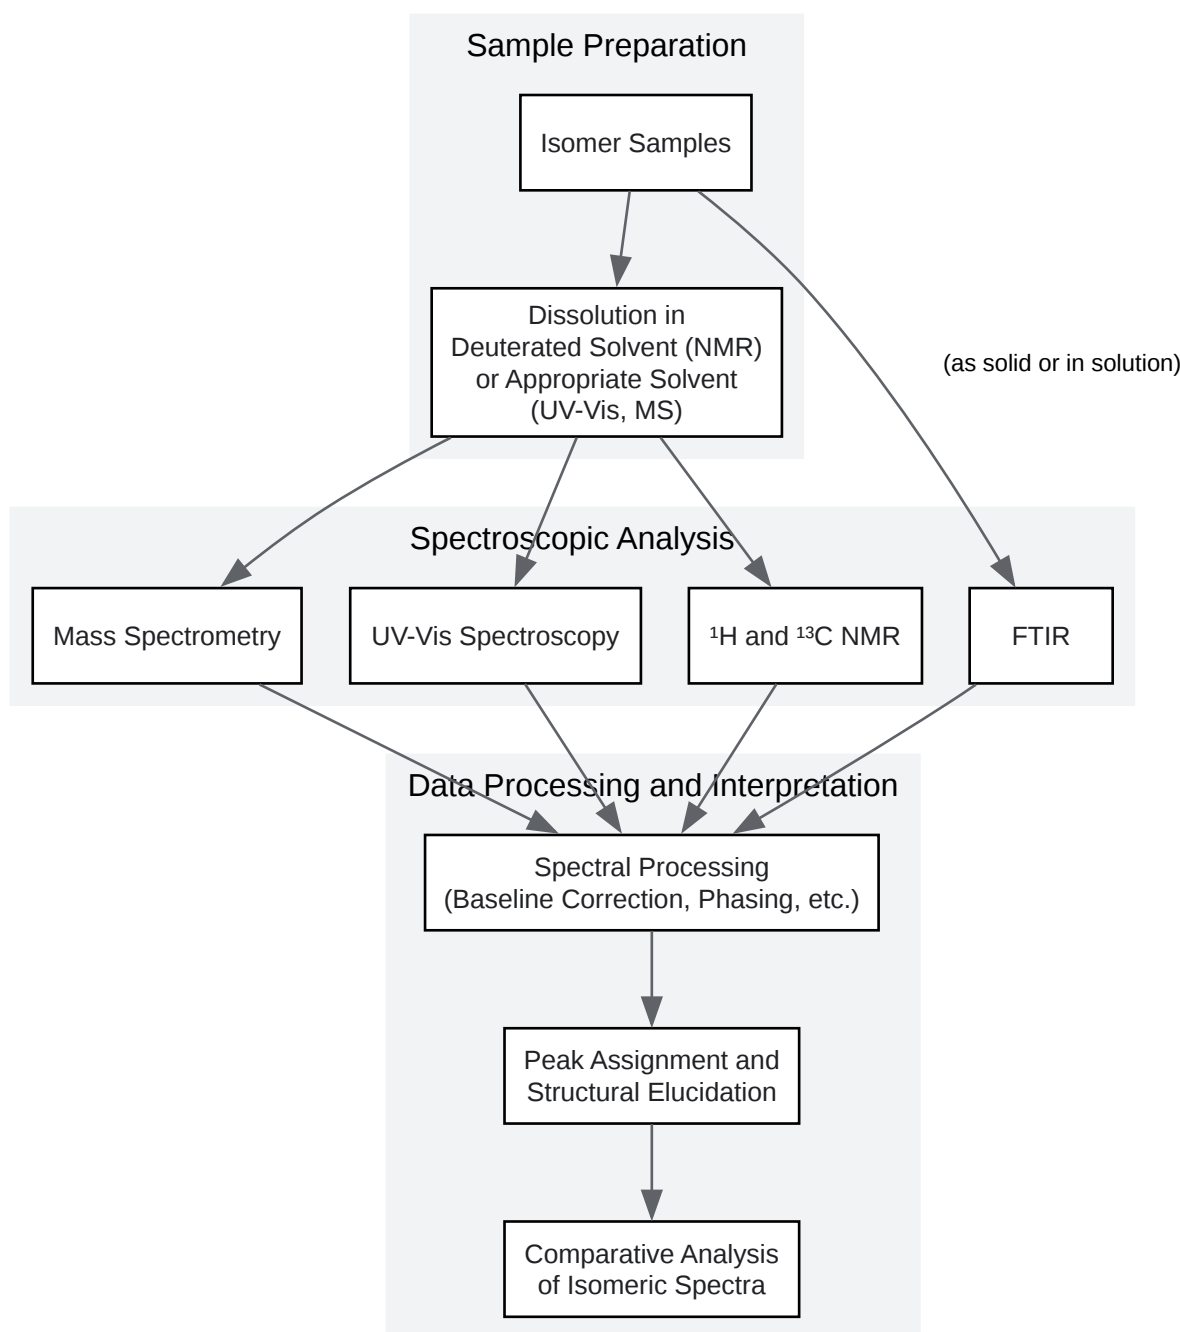 Sample Preparation
Isomer Samples
Dissolution in
Deuterated Solvent (NMR)
or Appropriate Solvent
(UV-Vis, MS)
(as solid or in solution)
Spectroscopic Analysis
Mass Spectrometry
UV-Vis Spectroscopy
¹H and ¹³C NMR
FTIR
Data Processing and Interpretation
Spectral Processing
(Baseline Correction, Phasing, etc.)
Peak Assignment and
Structural Elucidation
Comparative Analysis
of Isomeric Spectra